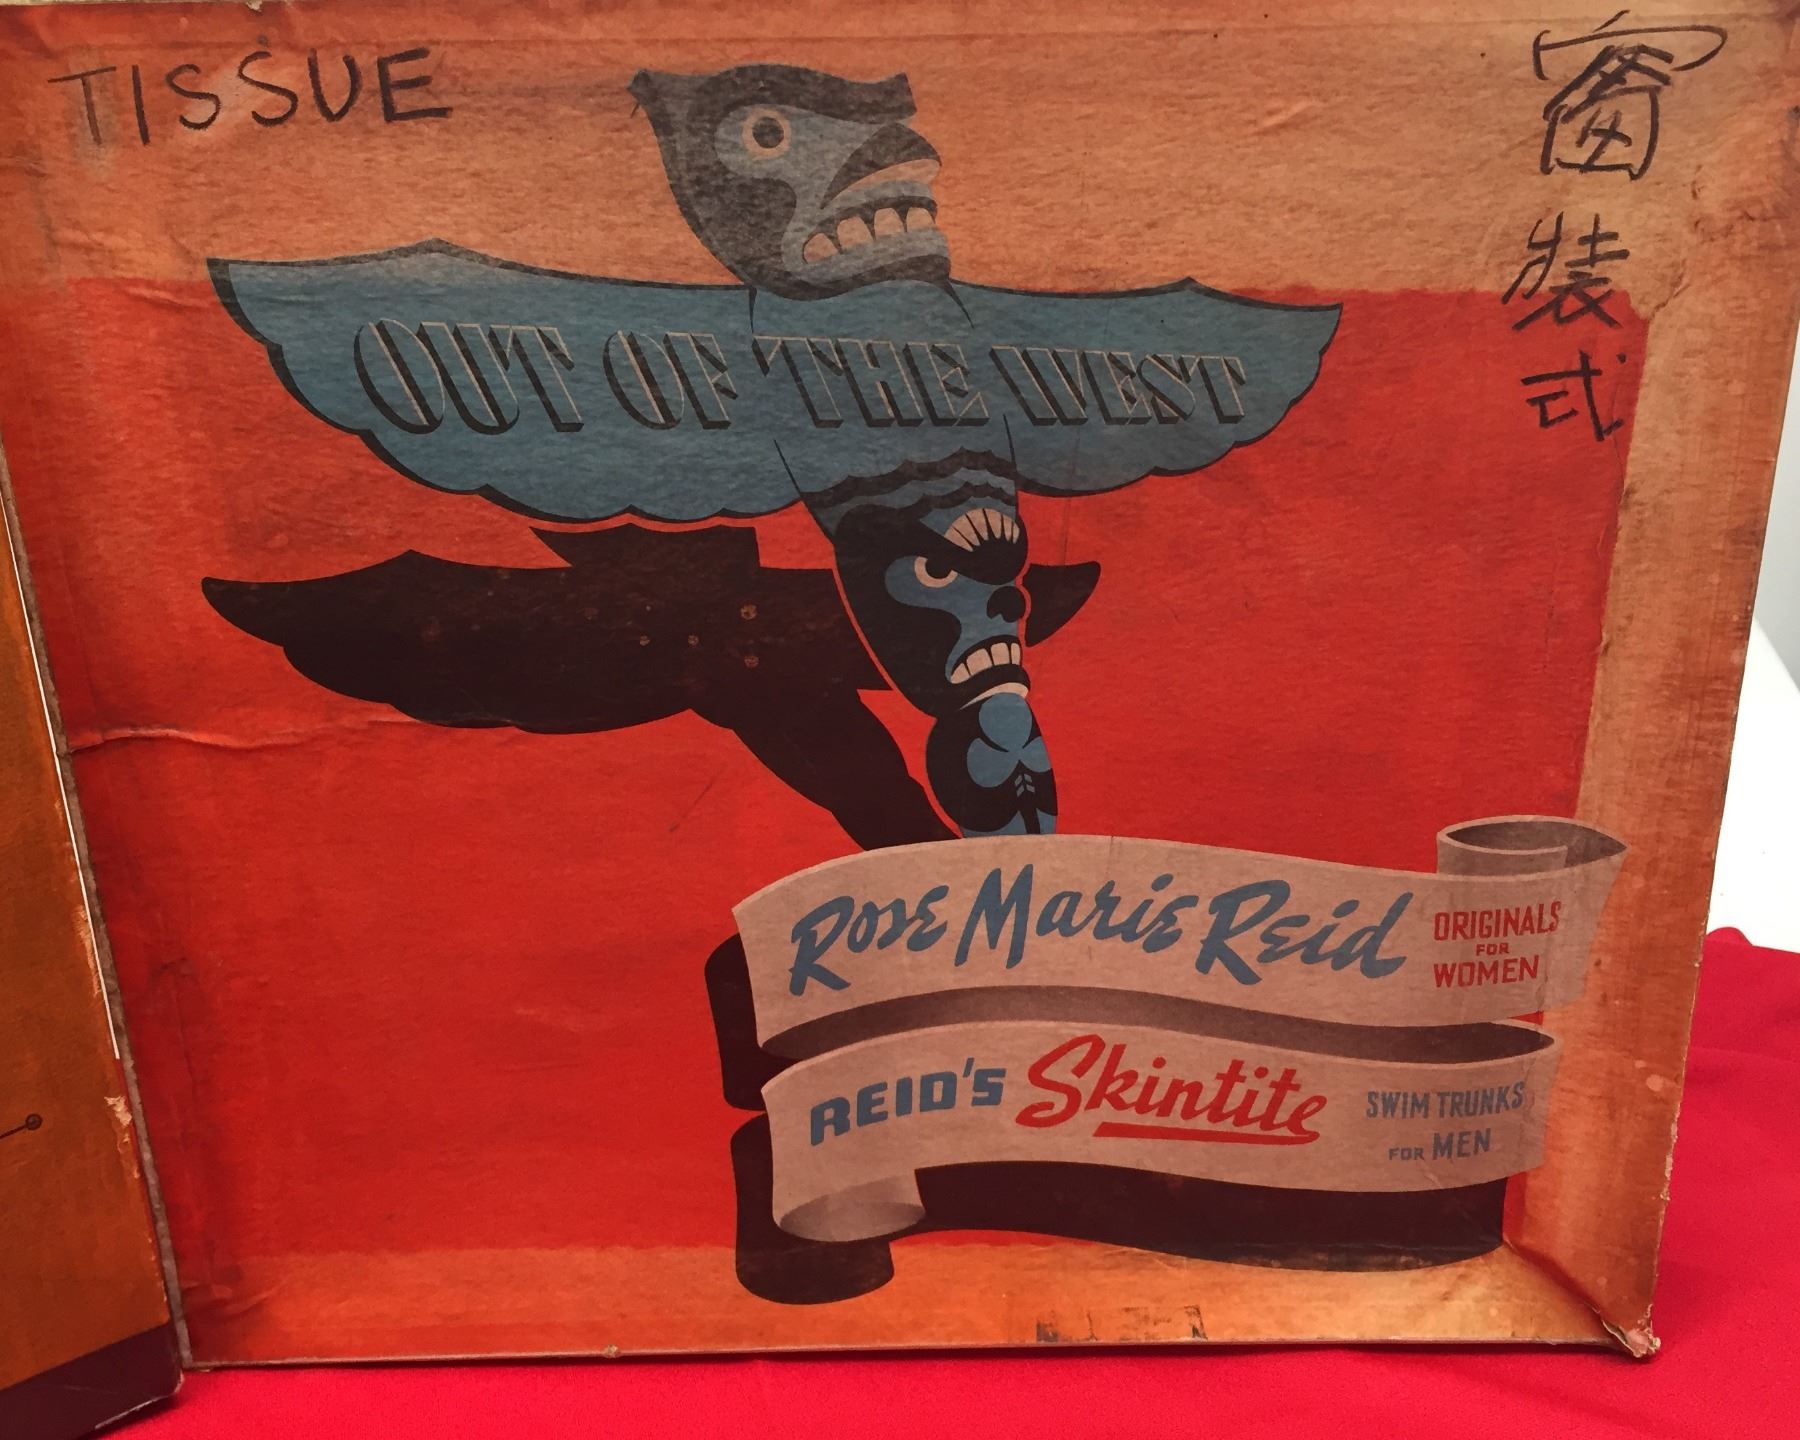 TISSUE
窗裝式
OUT OF THE WEST
Rose Marie Reid ORIGINALS FOR WOMEN
REID'S Skintite SWIM TRUNKS FOR MEN